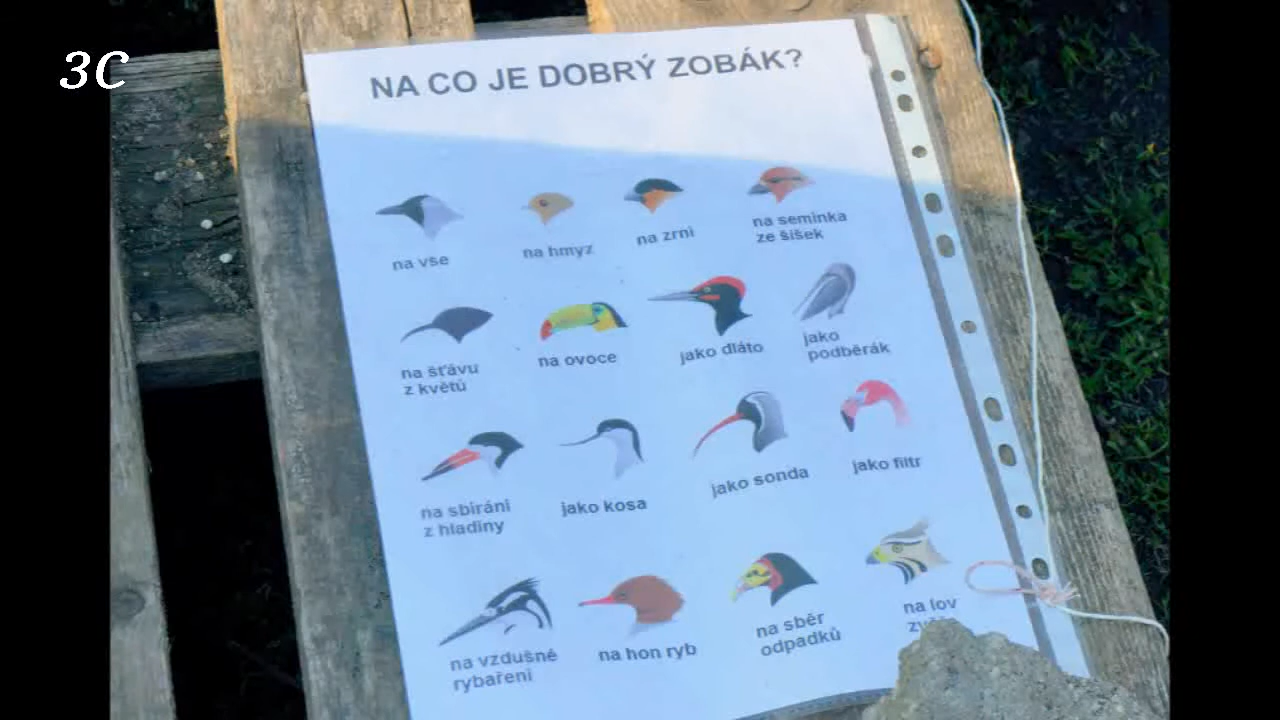 3C
NA CO JE DOBRÝ ZOBÁK?
na vše
na hmyz
na zrní
na semínka
ze šišek
na šťávu
z květů
na ovoce
jako dláto
jako
podběrák
na sbírání
z hladiny
jako kosa
jako sonda
jako filtr
na vzdušné
rybaření
na hon ryb
na sběr
odpadků
na lov